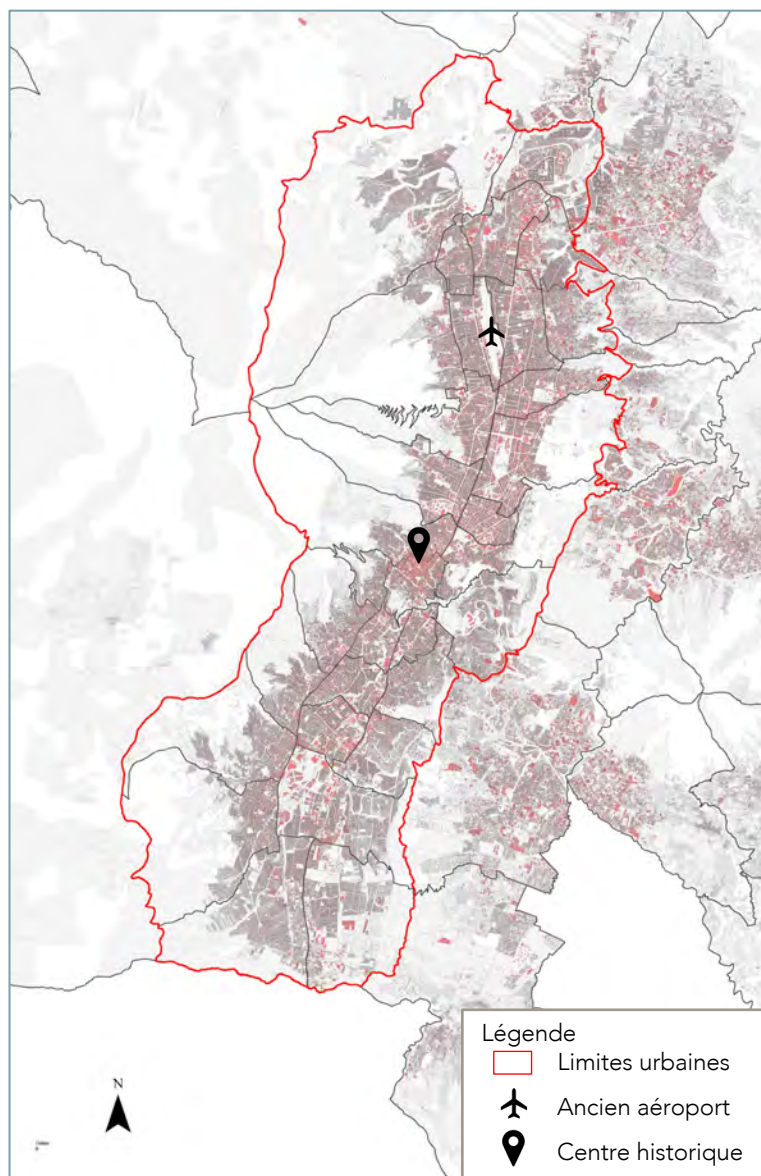 Légende
Limites urbaines
Ancien aéroport
Centre historique
N